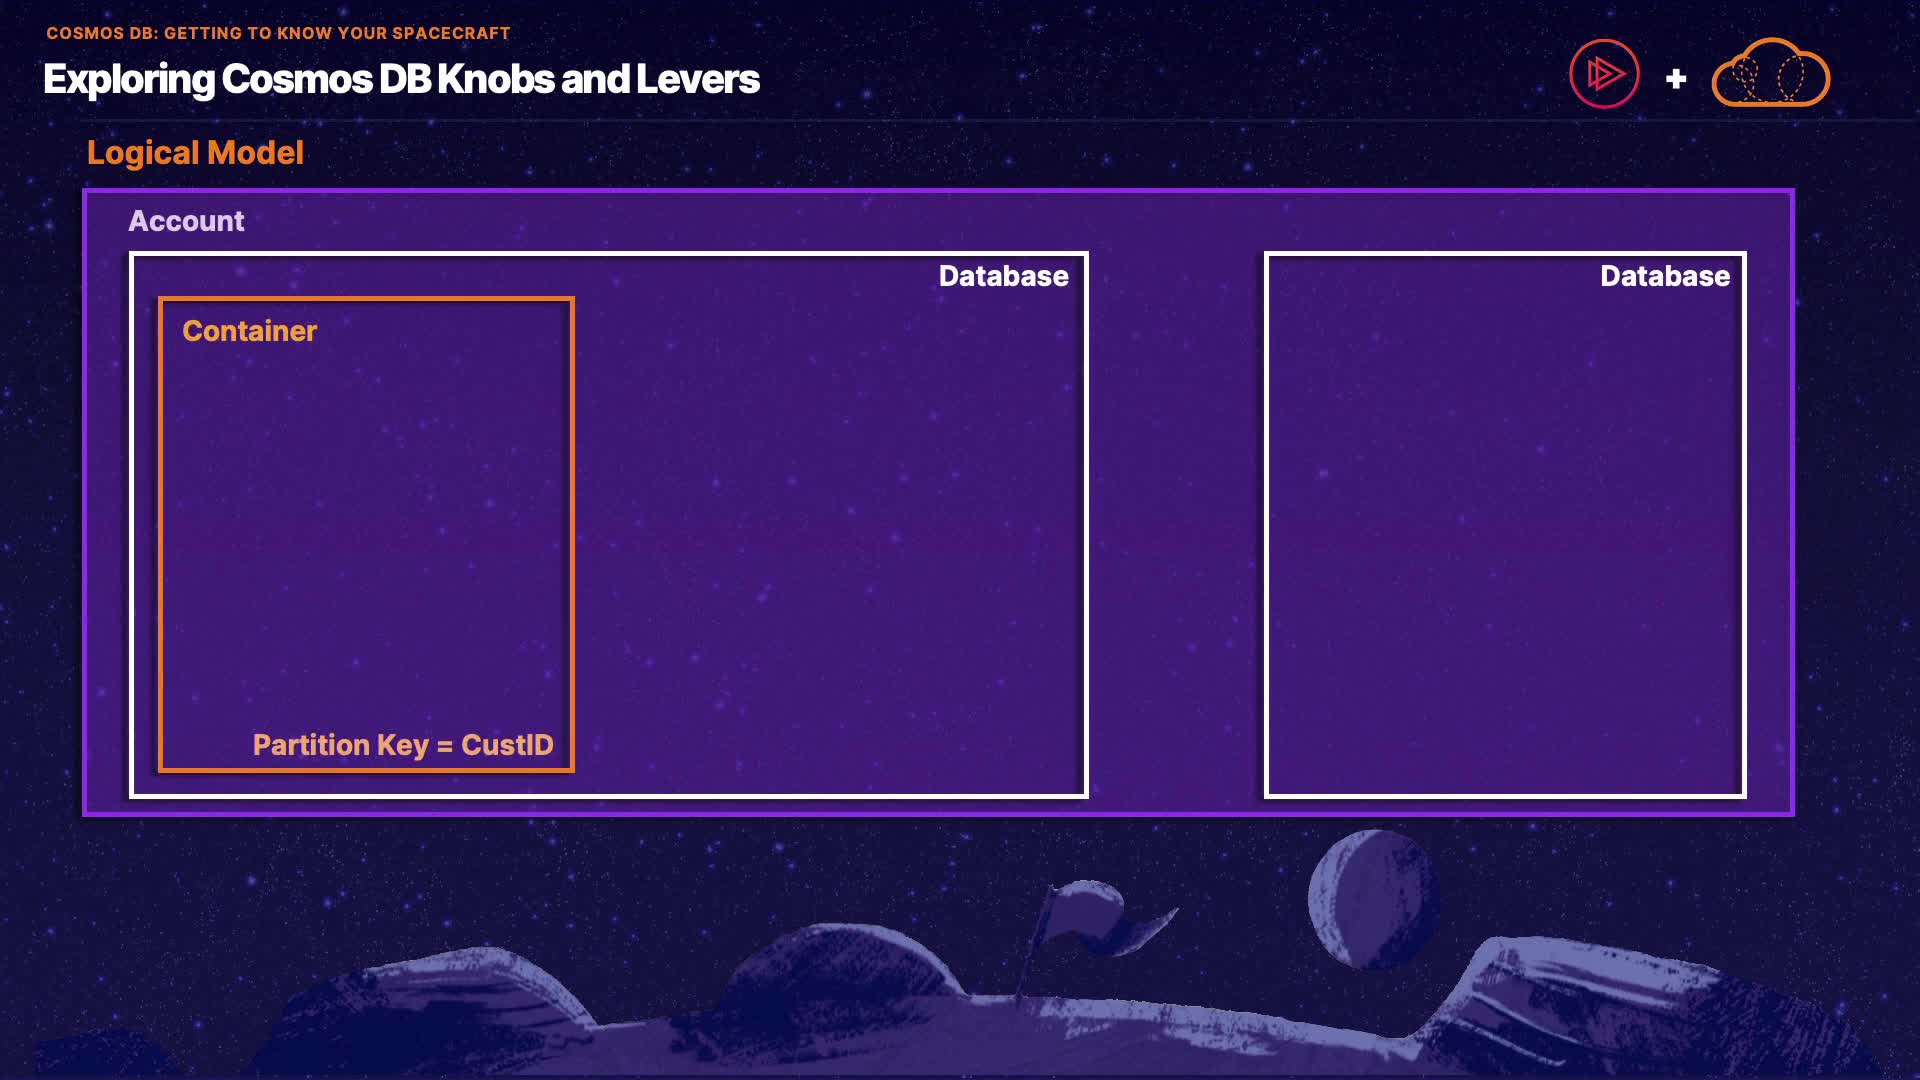 COSMOS DB: GETTING TO KNOW YOUR SPACECRAFT
Exploring Cosmos DB Knobs and Levers
Logical Model
Account
Database
Database
Container
Partition Key = CustID